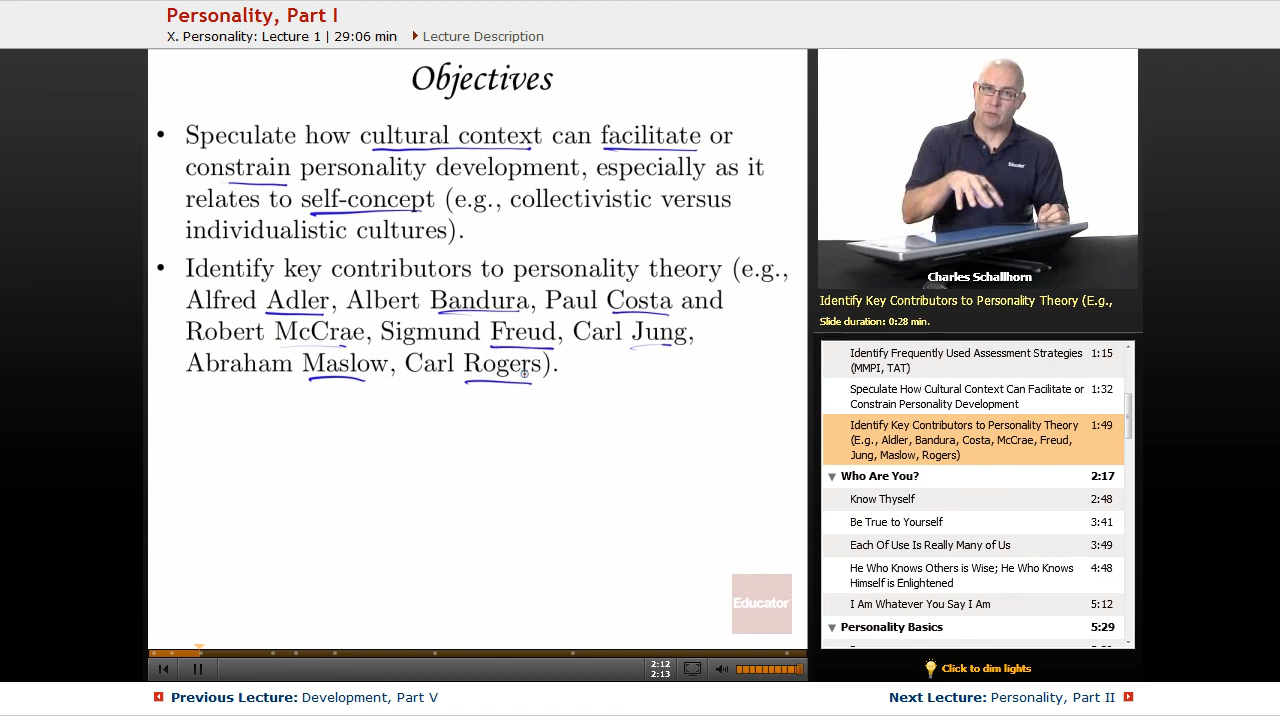 Personality, Part I
X. Personality: Lecture 1 | 29:06 min Lecture Description
Objectives
• Speculate how cultural context can facilitate or
constrain personality development, especially as it
relates to self-concept (e.g., collectivistic versus
individualistic cultures).
• Identify key contributors to personality theory (e.g.,
Alfred Adler, Albert Bandura, Paul Costa and
Robert McCrae, Sigmund Freud, Carl Jung,
Abraham Maslow, Carl Rogers).
Educator
2:12
2:13
Educator
Charles Schallhorn
Identify Key Contributors to Personality Theory (E.g.,
Slide duration: 0:28 min.
Identify Frequently Used Assessment Strategies 1:15
(MMPI, TAT)
Speculate How Cultural Context Can Facilitate or 1:32
Constrain Personality Development
Identify Key Contributors to Personality Theory 1:49
(E.g., Aldler, Bandura, Costa, McCrae, Freud,
Jung, Maslow, Rogers)
Who Are You? 2:17
Know Thyself 2:48
Be True to Yourself 3:41
Each Of Use Is Really Many of Us 3:49
He Who Knows Others is Wise; He Who Knows 4:48
Himself is Enlightened
I Am Whatever You Say I Am 5:12
Personality Basics 5:29
Click to dim lights
Previous Lecture: Development, Part V
Next Lecture: Personality, Part II